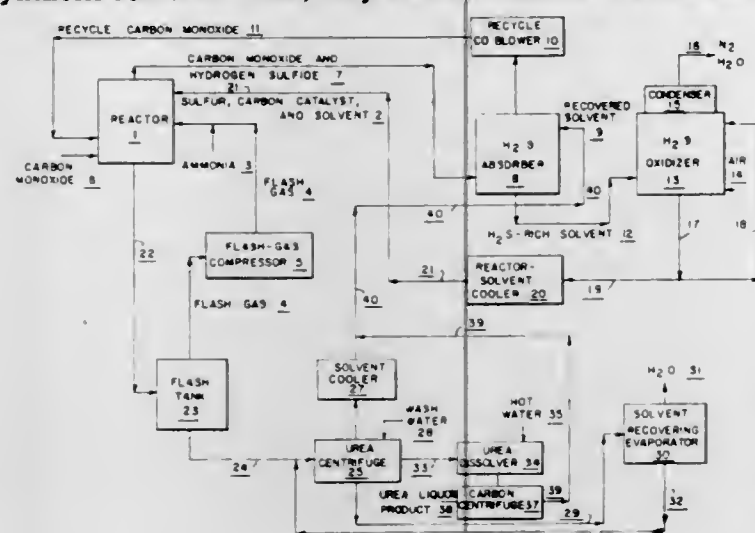 RECYCLE CARBON MONOXIDE 11
RECYCLE
CO BLOWER 10
16
N2
H2O
CARBON MONOXIDE AND
HYDROGEN SULFIDE 7
21
SULFUR, CARBON CATALYST,
AND SOLVENT 2
REACTOR
1
AMMONIA 3
FLASH
GAS 4
CARBON
MONOXIDE 6
RECOVERED
SOLVENT
9
CONDENSER
15
H2S
ABSORBER
8
H2S
OXIDIZER
13
AIR
14
40
40
H2S-RICH SOLVENT 12
17
18
22
FLASH-GAS
COMPRESSOR 5
21
REACTOR-
SOLVENT
COOLER 20
19
40
FLASH GAS 4
39
FLASH
TANK
23
SOLVENT
COOLER
27
WASH
WATER
28
HOT
WATER 35
H2O 31
SOLVENT
RECOVERING
EVAPORATOR
30
24
UREA
CENTRIFUGE
25
33
UREA
DISSOLVER 34
UREA LIQUOR
PRODUCT 38
CARBON
CENTRIFUGE 37
39
29
32